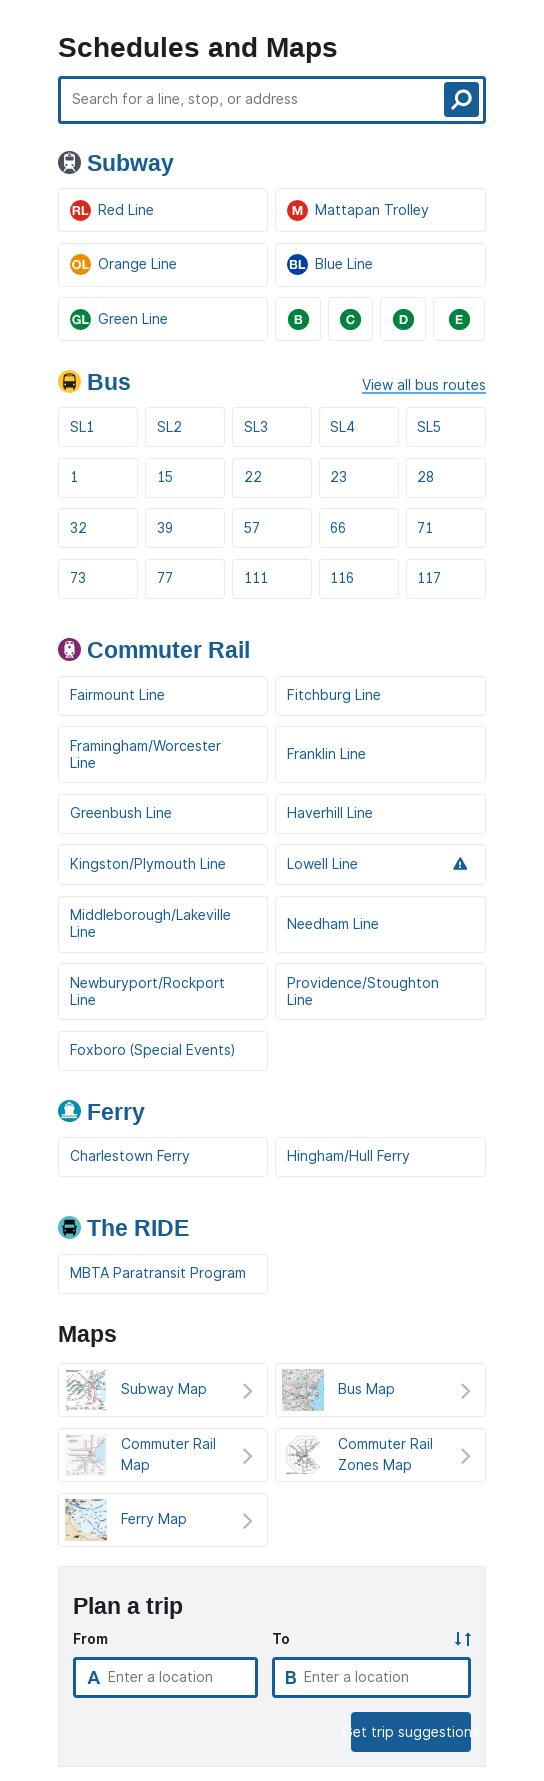 Schedules and Maps
Search for a line, stop, or address
Subway
RL Red Line
M Mattapan Trolley
OL Orange Line
BL Blue Line
GL Green Line
B C D E
Bus
View all bus routes
SL1 SL2 SL3 SL4 SL5
1 15 22 23 28
32 39 57 66 71
73 77 111 116 117
Commuter Rail
Fairmount Line
Fitchburg Line
Framingham/Worcester
Line
Franklin Line
Greenbush Line
Haverhill Line
Kingston/Plymouth Line
Lowell Line
Middleborough/Lakeville
Line
Needham Line
Newburyport/Rockport
Line
Providence/Stoughton
Line
Foxboro (Special Events)
Ferry
Charlestown Ferry
Hingham/Hull Ferry
The RIDE
MBTA Paratransit Program
Maps
Subway Map
Bus Map
Commuter Rail
Map
Commuter Rail
Zones Map
Ferry Map
Plan a trip
From
A Enter a location
To
B Enter a location
Get trip suggestions